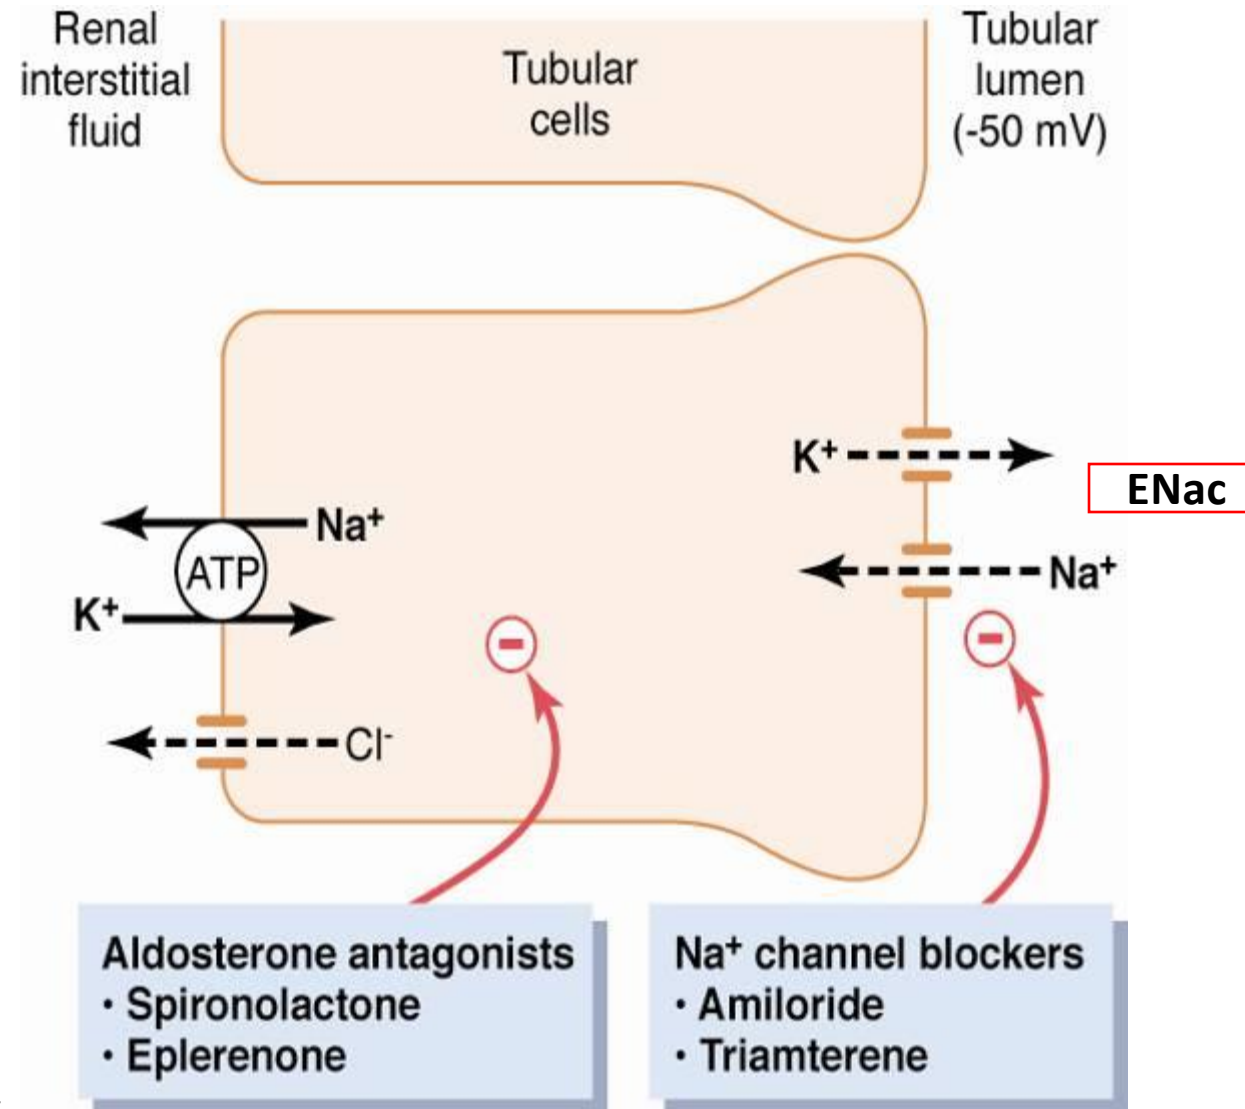 Renal
interstitial
fluid
Tubular
cells
Tubular
lumen
(-50 mV)
K⁺
ENac
Na⁺
ATP
K⁺
Na⁺
Cl⁻
Aldosterone antagonists
• Spironolactone
• Eplerenone
Na⁺ channel blockers
• Amiloride
• Triamterene